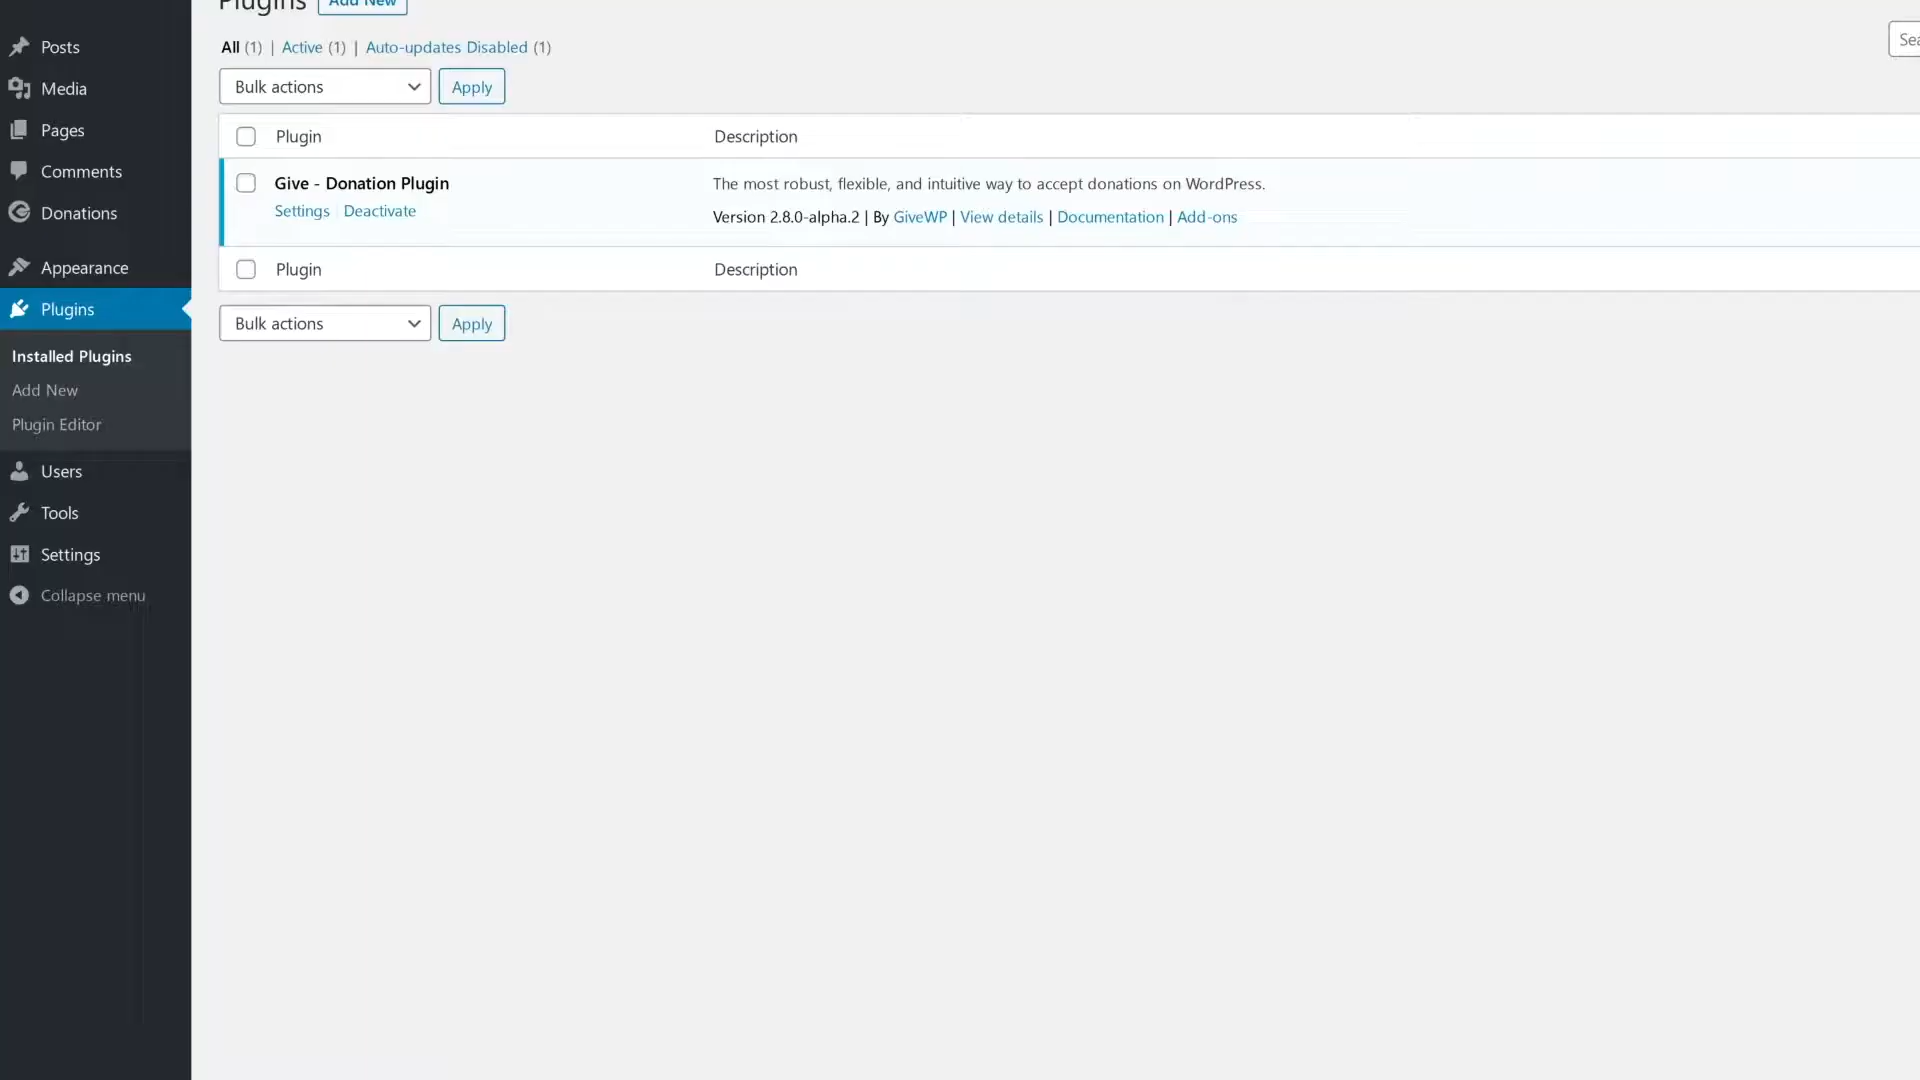 Plugins Add New
Posts
Media
Pages
Comments
Donations
Appearance
Plugins
Installed Plugins
Add New
Plugin Editor
Users
Tools
Settings
Collapse menu
All (1) | Active (1) | Auto-updates Disabled (1)
Bulk actions Apply
Plugin Description
Give - Donation Plugin The most robust, flexible, and intuitive way to accept donations on WordPress.
Settings | Deactivate Version 2.8.0-alpha.2 | By GiveWP | View details | Documentation | Add-ons
Plugin Description
Bulk actions Apply